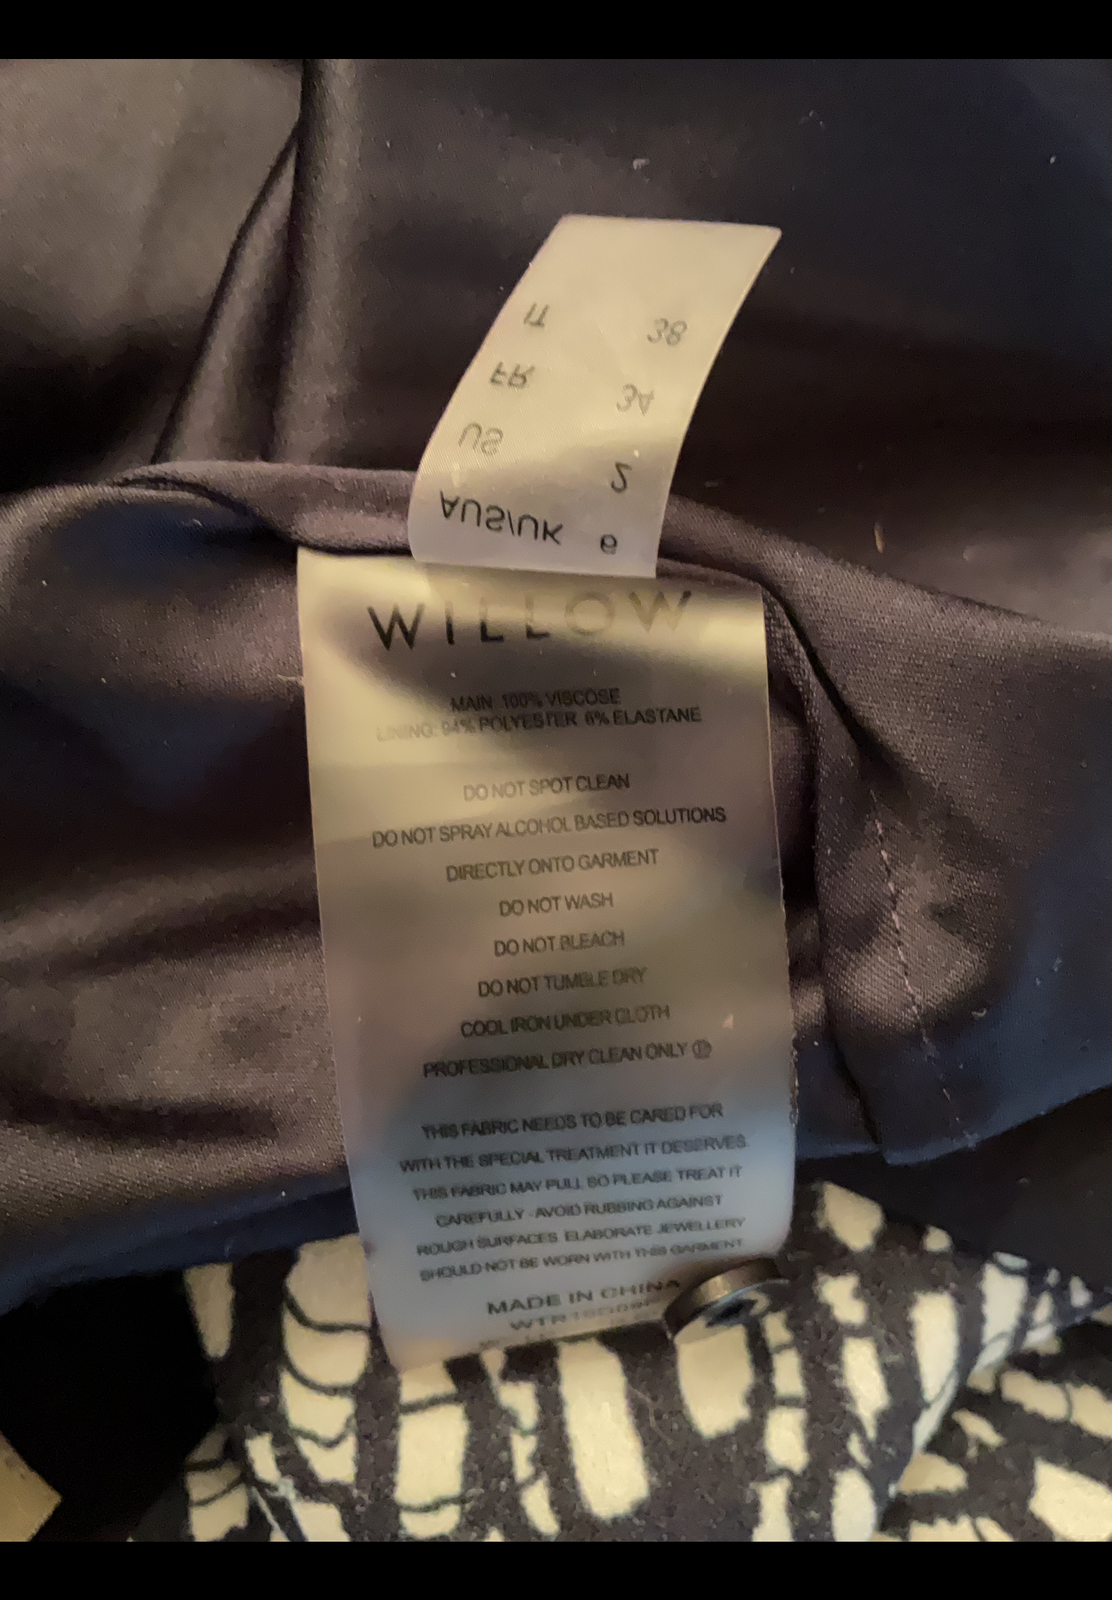 AUS/UK 6
US 2
FR 34
IT 38
WILLOW
MAIN: 100% VISCOSE
LINING: 94% POLYESTER 6% ELASTANE
DO NOT SPOT CLEAN
DO NOT SPRAY ALCOHOL BASED SOLUTIONS
DIRECTLY ONTO GARMENT
DO NOT WASH
DO NOT BLEACH
DO NOT TUMBLE DRY
COOL IRON UNDER CLOTH
PROFESSIONAL DRY CLEAN ONLY Ⓟ
THIS FABRIC NEEDS TO BE CARED FOR
WITH THE SPECIAL TREATMENT IT DESERVES.
THIS FABRIC MAY PULL SO PLEASE TREAT IT
CAREFULLY - AVOID RUBBING AGAINST
ROUGH SURFACES. ELABORATE JEWELLERY
SHOULD NOT BE WORN WITH THIS GARMENT.
MADE IN CHINA